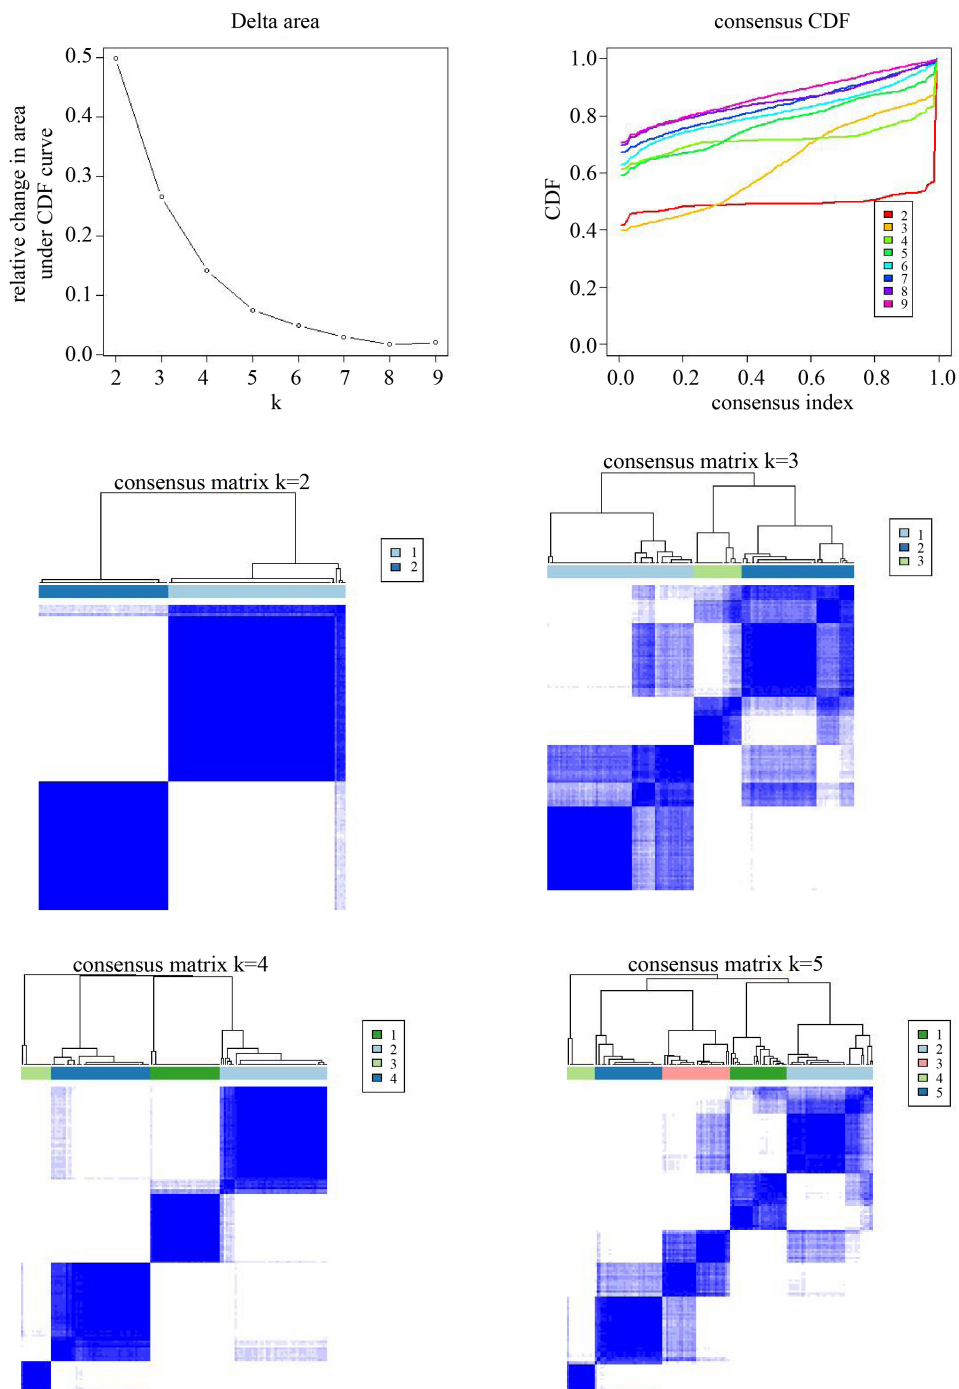 Delta area
relative change in area
under CDF curve
0.5
0.4
0.3
0.2
0.1
0.0
2 3 4 5 6 7 8 9
k
consensus CDF
CDF
1.0
0.8
0.6
0.4
0.2
0.0
2
3
4
5
6
7
8
9
0.0 0.2 0.4 0.6 0.8 1.0
consensus index
consensus matrix k=2
1
2
consensus matrix k=3
1
2
3
consensus matrix k=4
1
2
3
4
consensus matrix k=5
1
2
3
4
5